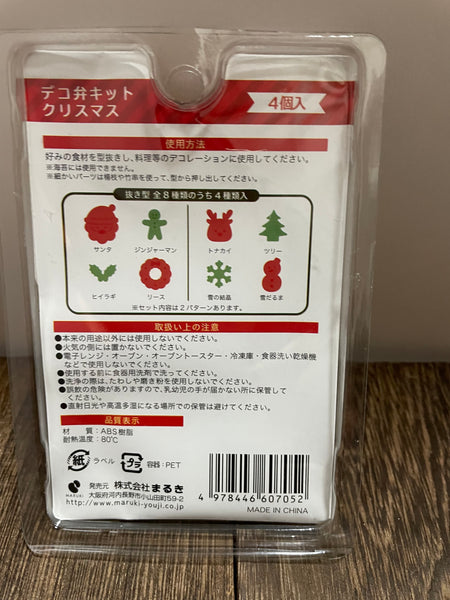 デコ弁キット
クリスマス
4個入
使用方法
好みの食材を型抜きし、料理等のデコレーションに使用してください。
※海苔には使用できません。
※細かいパーツは楊枝や竹串を使って、型から押し出してください。
抜き型 全8種類のうち4種類入
サンタ
ジンジャーマン
トナカイ
ツリー
ヒイラギ
リース
雪の結晶
雪だるま
※セット内容は2パターンあります。
取扱い上の注意
●本来の用途以外には使用しないでください。
●火気の側には置かないでください。
●電子レンジ・オーブン・オーブントースター・冷凍庫・食器洗い乾燥機
などで使用しないでください。
●使用する前に食器用洗剤で洗ってください。
●洗浄の際は、たわしや磨き粉を使用しないでください。
●誤飲の危険がありますので、乳幼児の手が届かない所に保管して
ください。
●直射日光や高温多湿になる場所での保管は避けてください。
品質表示
材　質：ABS樹脂
耐熱温度：80℃
紙 ラベル
プラ 容器：PET
MARUKI
発売元 株式会社まるき
大阪府河内長野市小山田町59-2
http://www.maruki-youji.co.jp
4 978446 607052
MADE IN CHINA